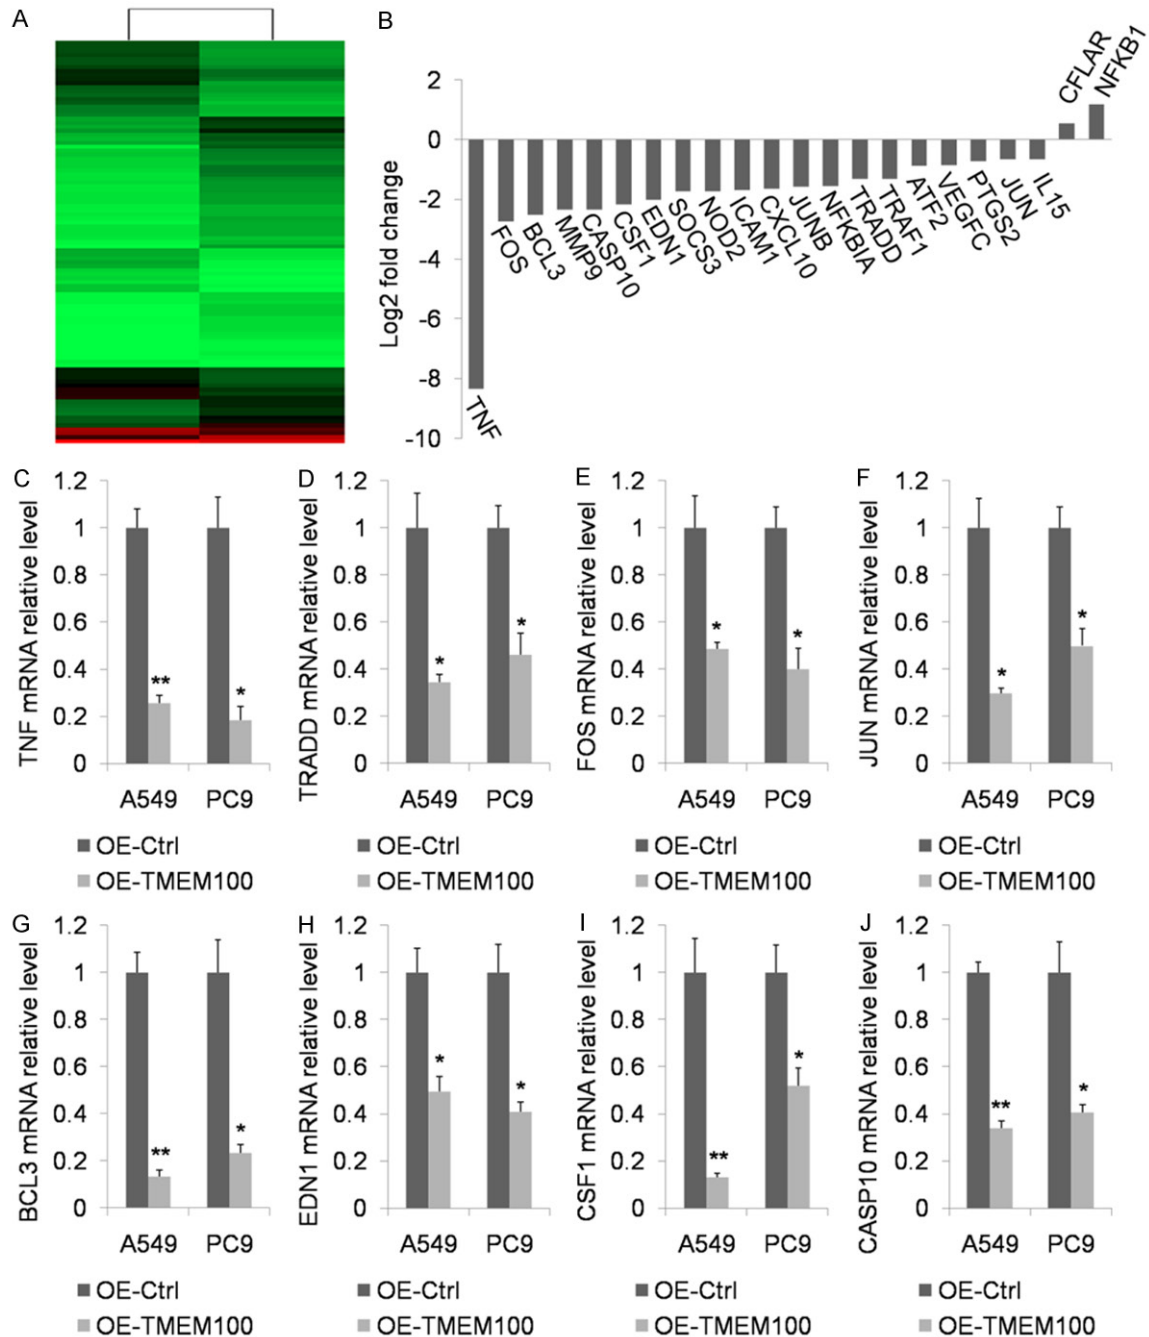 A
B
Log2 fold change
2
0
-2
-4
-6
-8
-10
TNF
FOS
BCL3
MMP9
CASP10
CSF1
EDN1
SOCS3
NOD2
ICAM1
CXCL10
JUNB
NFKBIA
TRADD
TRAF1
ATF2
VEGFC
PTGS2
JUN
IL15
CFLAR
NFKB1
C
TNF mRNA relative level
1.2
1
0.8
0.6
0.4
0.2
0
**
*
A549 PC9
OE-Ctrl
OE-TMEM100
D
TRADD mRNA relative level
1.2
1
0.8
0.6
0.4
0.2
0
*
*
A549 PC9
OE-Ctrl
OE-TMEM100
E
FOS mRNA relative level
1.2
1
0.8
0.6
0.4
0.2
0
*
*
A549 PC9
OE-Ctrl
OE-TMEM100
F
JUN mRNA relative level
1.2
1
0.8
0.6
0.4
0.2
0
*
*
A549 PC9
OE-Ctrl
OE-TMEM100
G
BCL3 mRNA relative level
1.2
1
0.8
0.6
0.4
0.2
0
**
*
A549 PC9
OE-Ctrl
OE-TMEM100
H
EDN1 mRNA relative level
1.2
1
0.8
0.6
0.4
0.2
0
*
*
A549 PC9
OE-Ctrl
OE-TMEM100
I
CSF1 mRNA relative level
1.2
1
0.8
0.6
0.4
0.2
0
**
*
A549 PC9
OE-Ctrl
OE-TMEM100
J
CASP10 mRNA relative level
1.2
1
0.8
0.6
0.4
0.2
0
**
*
A549 PC9
OE-Ctrl
OE-TMEM100